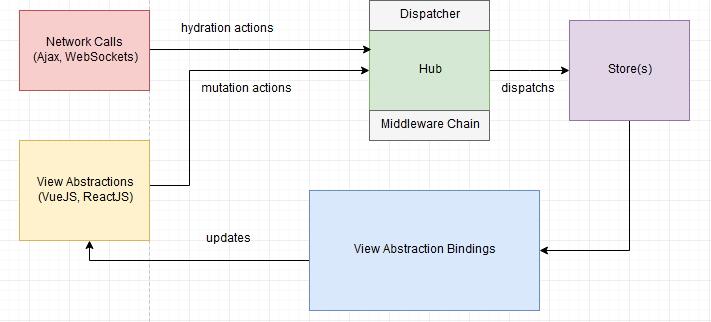 Dispatcher
Network Calls
(Ajax, WebSockets)
hydration actions
Hub
Store(s)
mutation actions
dispatchs
Middleware Chain
View Abstractions
(VueJS, ReactJS)
updates
View Abstraction Bindings